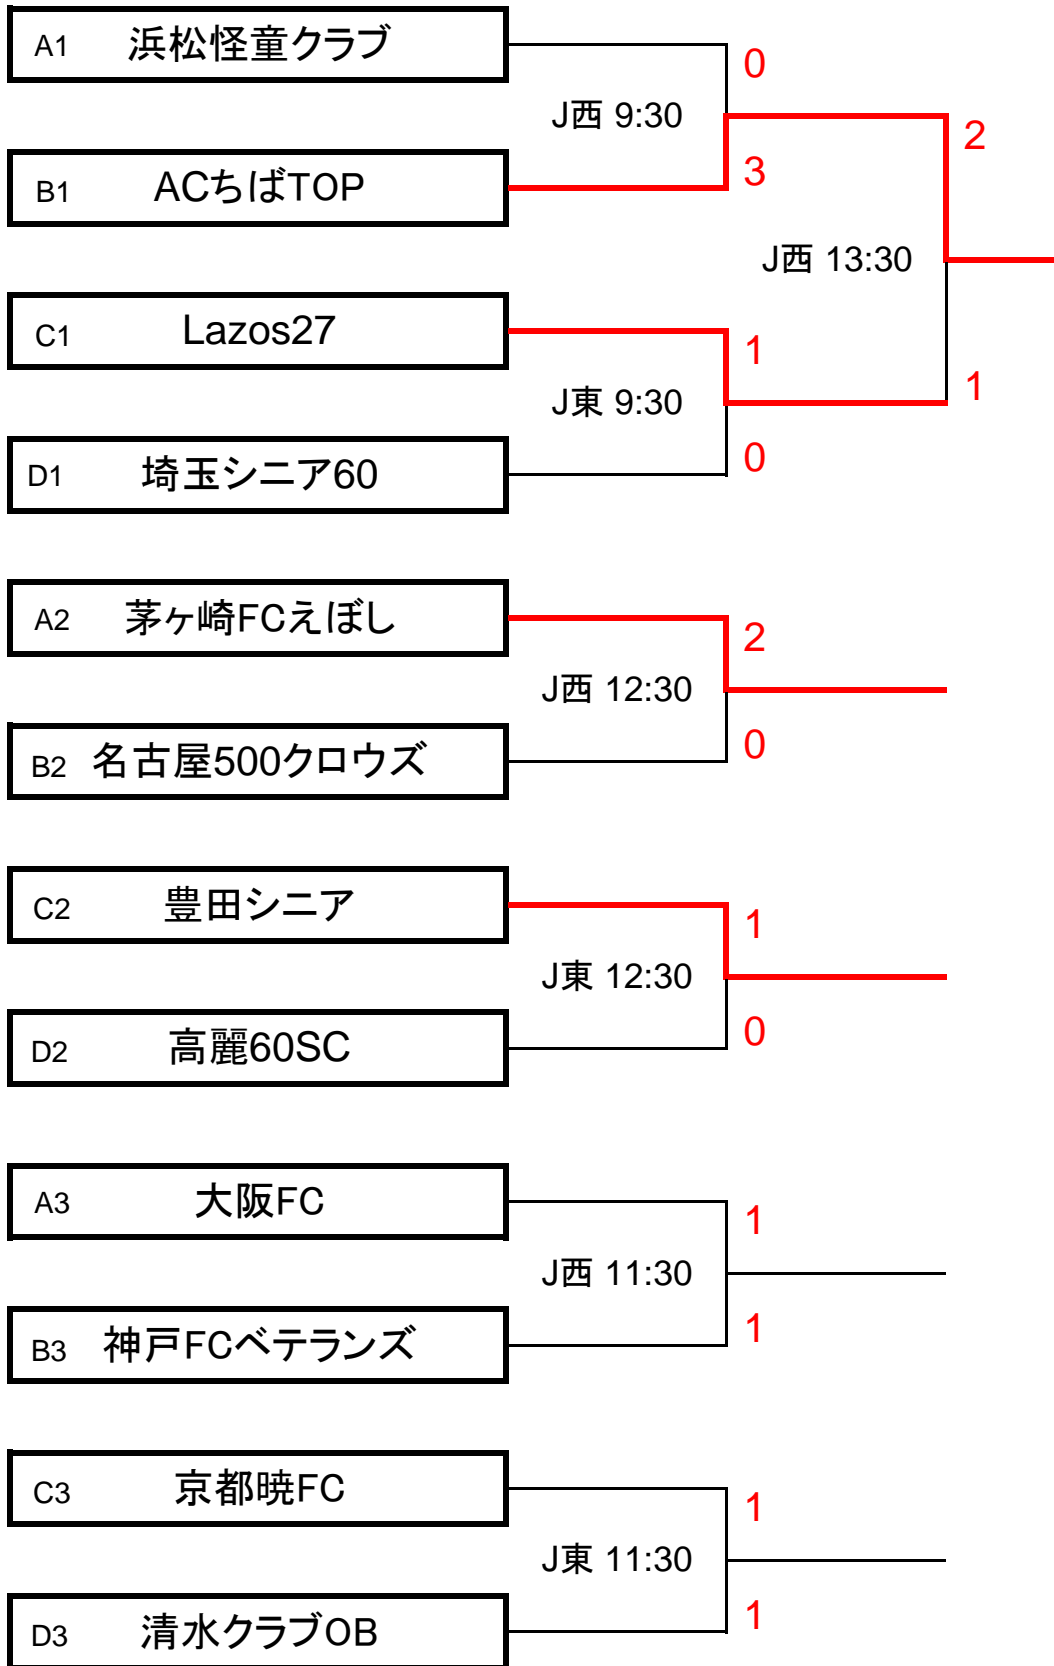 A1 浜松怪童クラブ
0
J西 9:30
2
B1 ACちばTOP
3
J西 13:30
C1 Lazos27
1
J東 9:30
1
D1 埼玉シニア60
0
A2 茅ヶ崎FCえぼし
2
J西 12:30
B2 名古屋500クロウズ
0
C2 豊田シニア
1
J東 12:30
D2 高麗60SC
0
A3 大阪FC
1
J西 11:30
B3 神戸FCベテランズ
1
C3 京都暁FC
1
J東 11:30
D3 清水クラブOB
1